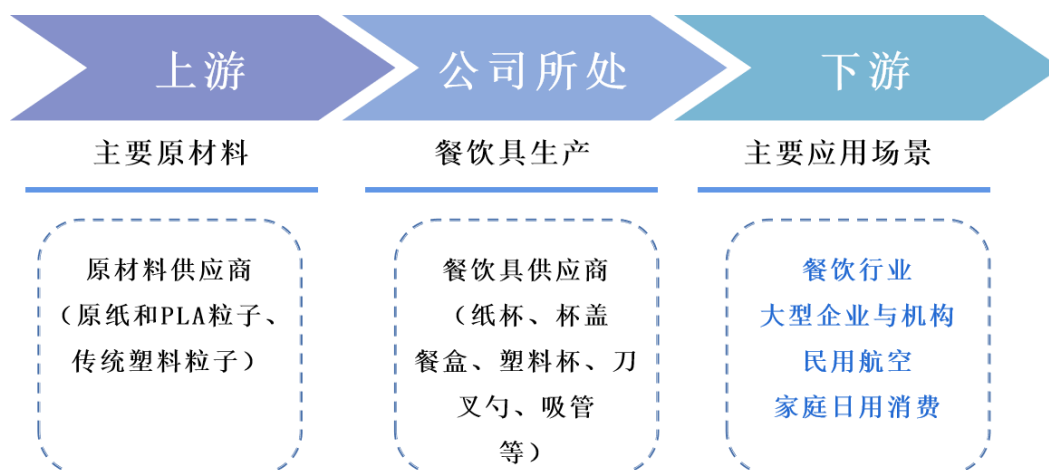 上游
公司所处
下游
主要原材料
餐饮具生产
主要应用场景
原材料供应商
（原纸和PLA粒子、
传统塑料粒子）
餐饮具供应商
（纸杯、杯盖
餐盒、塑料杯、刀
叉勺、吸管
等）
餐饮行业
大型企业与机构
民用航空
家庭日用消费